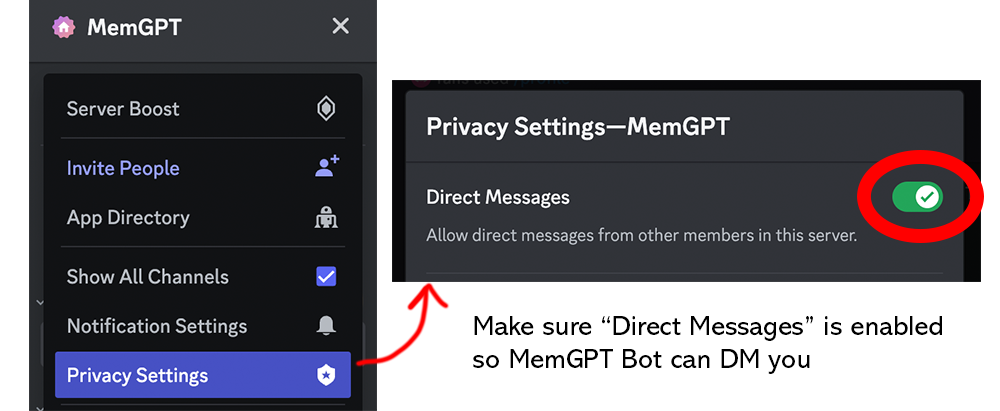 MemGPT
Server Boost
Invite People
App Directory
Show All Channels
Notification Settings
Privacy Settings
Privacy Settings—MemGPT
Direct Messages
Allow direct messages from other members in this server.
Make sure “Direct Messages” is enabled
so MemGPT Bot can DM you